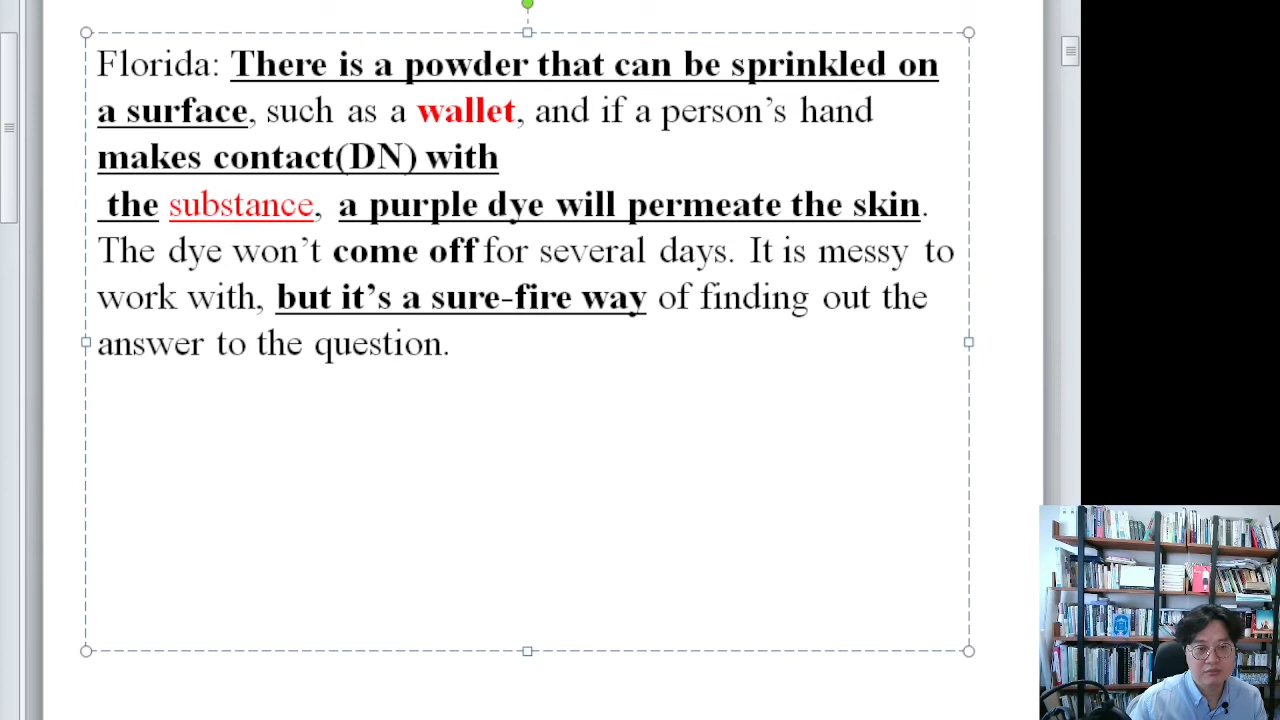 Florida: There is a powder that can be sprinkled on
a surface, such as a wallet, and if a person’s hand
makes contact(DN) with
the substance, a purple dye will permeate the skin.
The dye won’t come off for several days. It is messy to
work with, but it’s a sure-fire way of finding out the
answer to the question.